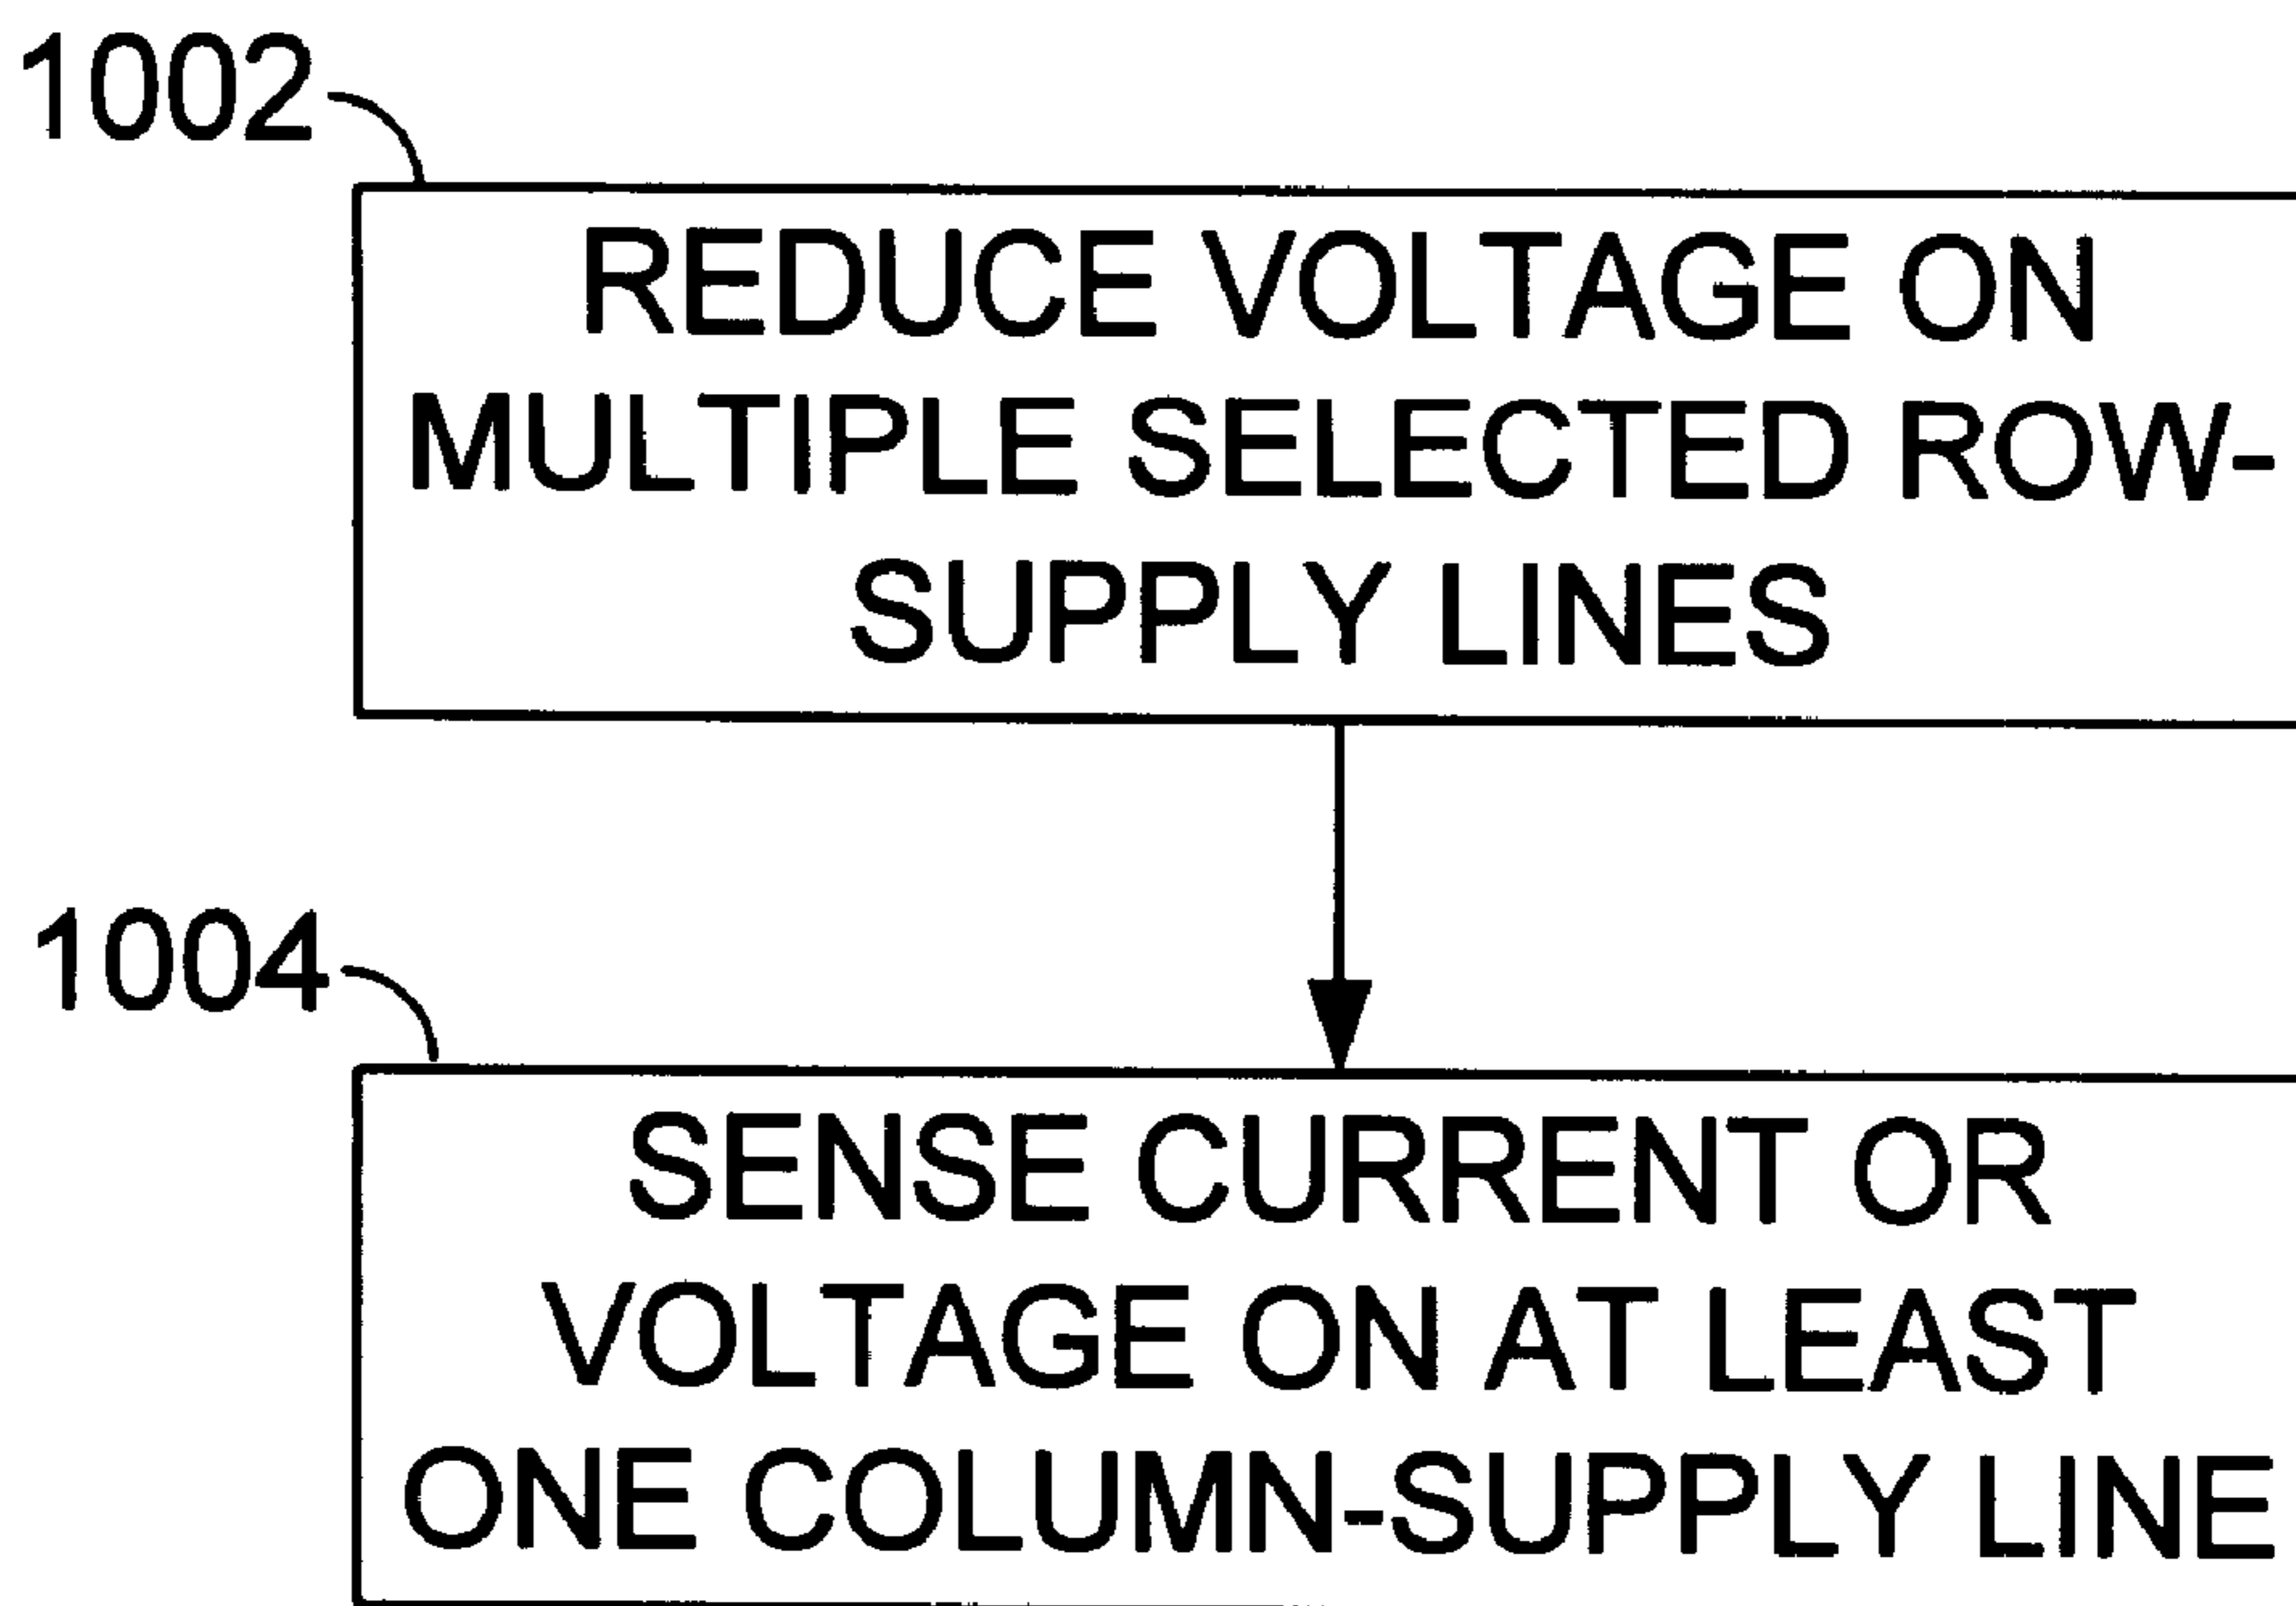 1002
REDUCE VOLTAGE ON
MULTIPLE SELECTED ROW-
SUPPLY LINES
1004
SENSE CURRENT OR
VOLTAGE ON AT LEAST
ONE COLUMN-SUPPLY LINE